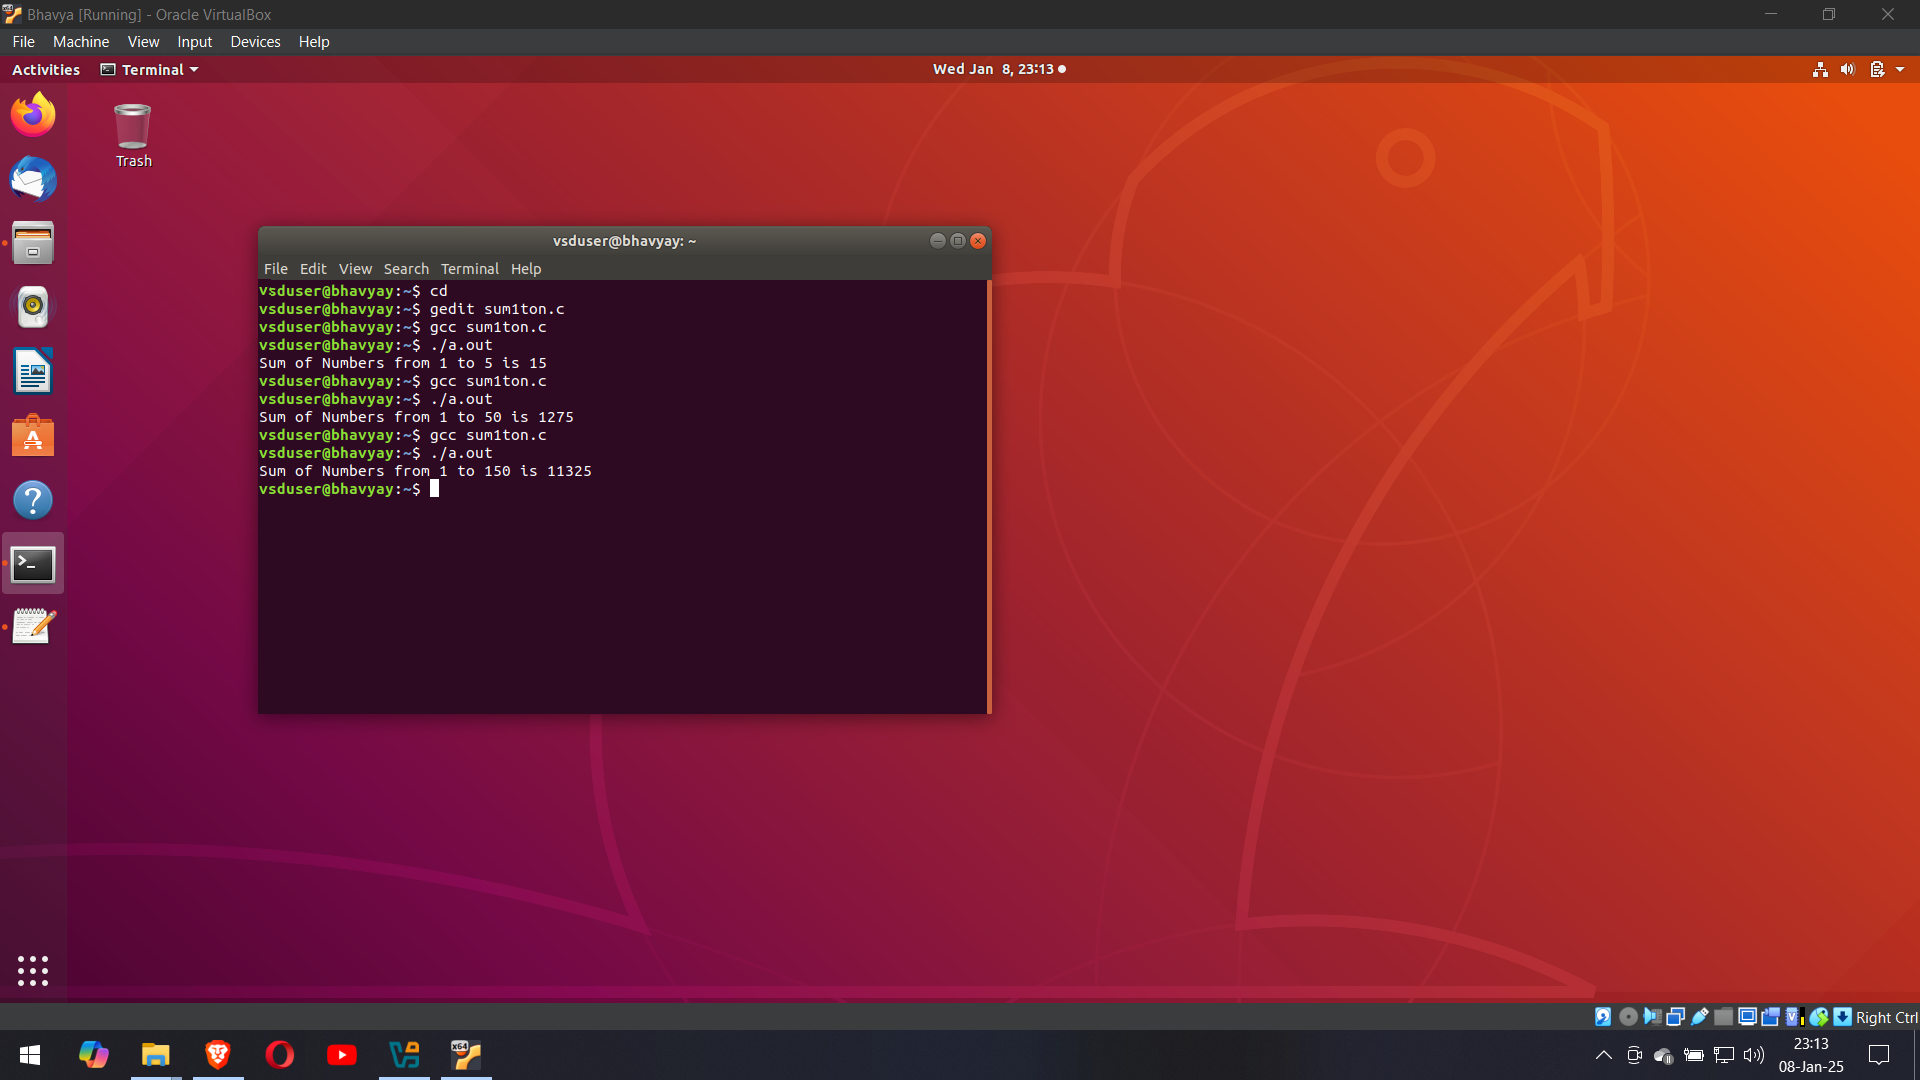 Bhavya [Running] - Oracle VirtualBox
File Machine View Input Devices Help
Activities Terminal Wed Jan 8, 23:13
Trash
vsduser@bhavyay: ~
File Edit View Search Terminal Help
vsduser@bhavyay:~$ cd
vsduser@bhavyay:~$ gedit sum1ton.c
vsduser@bhavyay:~$ gcc sum1ton.c
vsduser@bhavyay:~$ ./a.out
Sum of Numbers from 1 to 5 is 15
vsduser@bhavyay:~$ gcc sum1ton.c
vsduser@bhavyay:~$ ./a.out
Sum of Numbers from 1 to 50 is 1275
vsduser@bhavyay:~$ gcc sum1ton.c
vsduser@bhavyay:~$ ./a.out
Sum of Numbers from 1 to 150 is 11325
vsduser@bhavyay:~$
Right Ctrl
x64
23:13
08-Jan-25